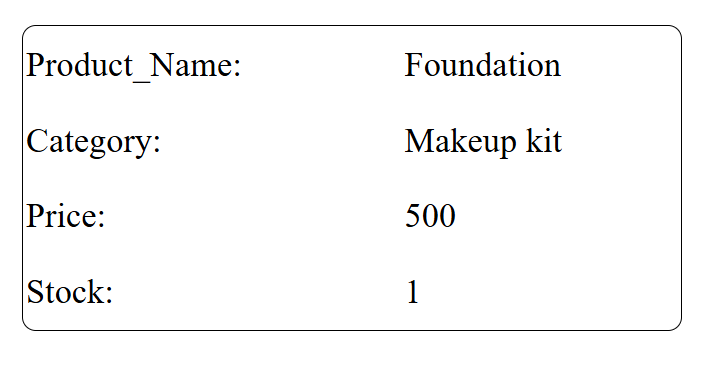 Product_Name: Foundation
Category: Makeup kit
Price: 500
Stock: 1